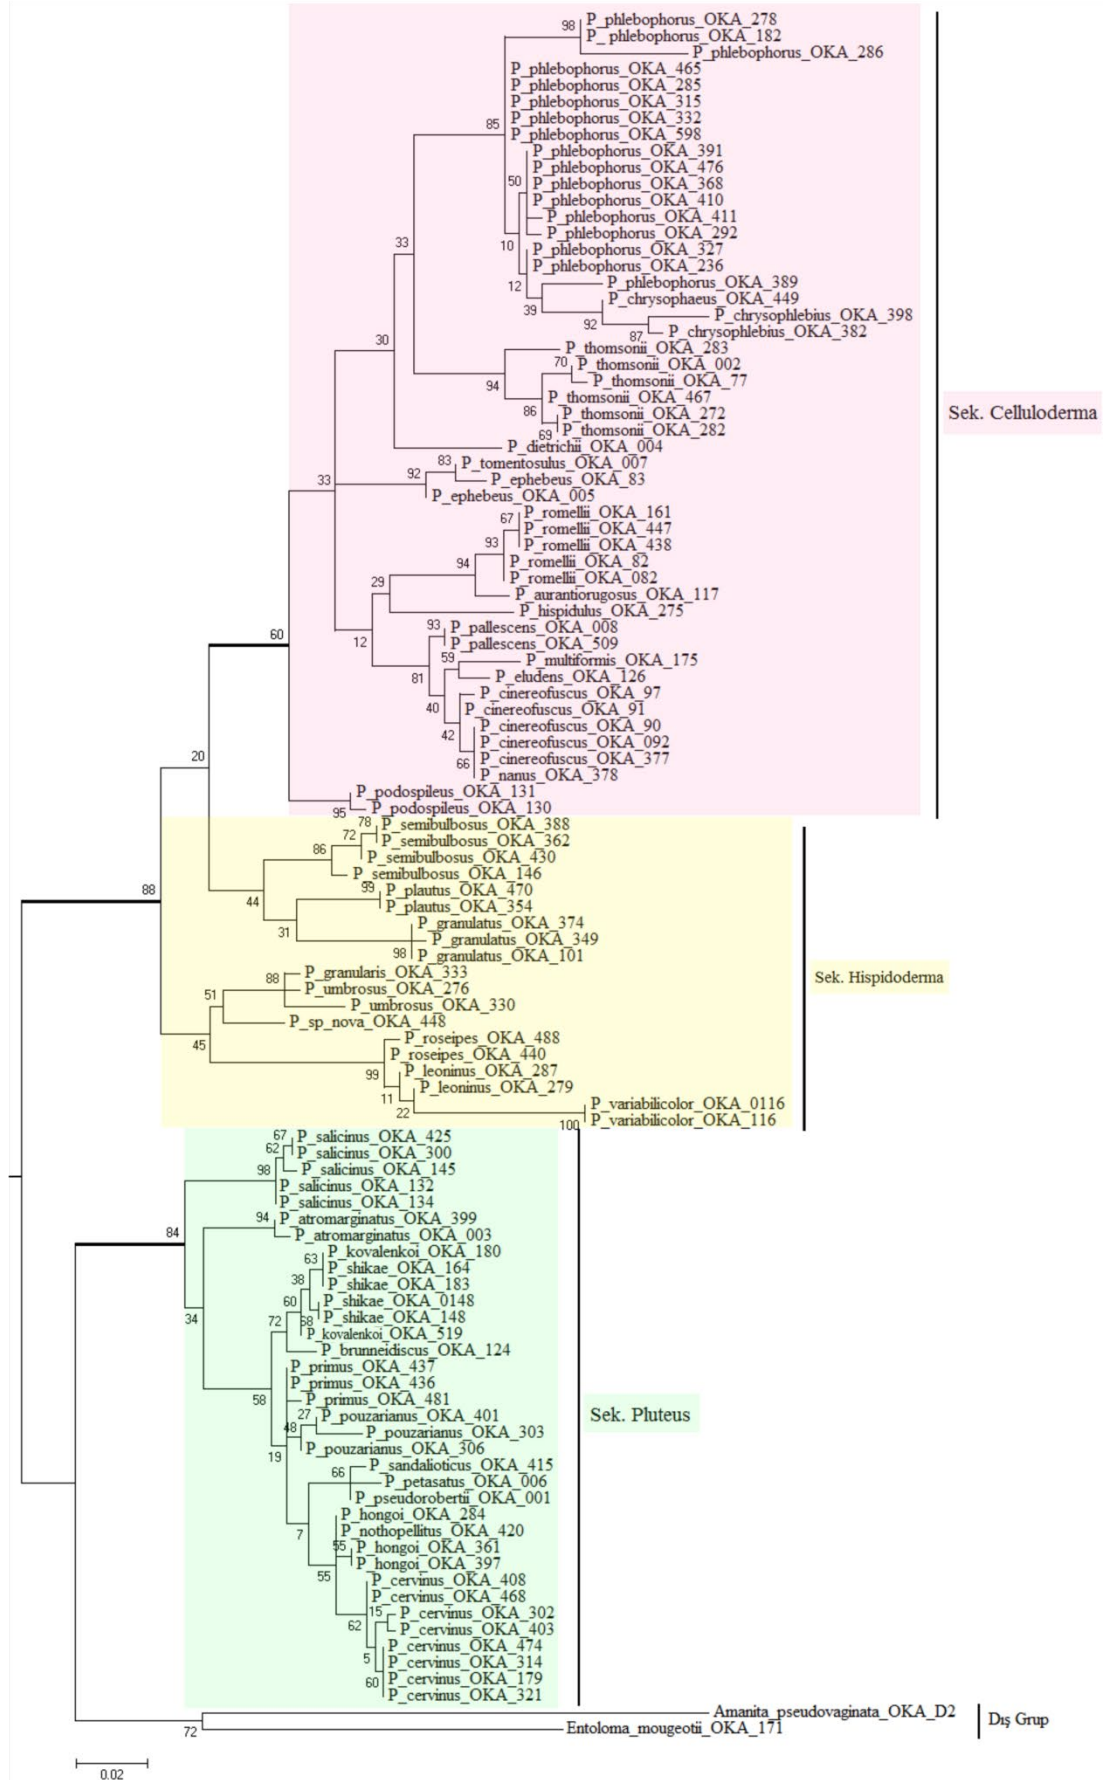 98
P_phlebophorus_OKA_278
P_ phlebophorus_OKA_182
P_phlebophorus_OKA_286
P_phlebophorus_OKA_465
P_phlebophorus_OKA_285
P_phlebophorus_OKA_315
P_phlebophorus_OKA_332
85
P_phlebophorus_OKA_598
P_phlebophorus_OKA_391
P_phlebophorus_OKA_476
50
P_phlebophorus_OKA_368
P_phlebophorus_OKA_410
P_phlebophorus_OKA_411
P_phlebophorus_OKA_292
33
10
P_phlebophorus_OKA_327
P_phlebophorus_OKA_236
12
P_phlebophorus_OKA_389
P_chrysophaeus_OKA_449
39
P_chrysophlebius_OKA_398
92
87
P_chrysophlebius_OKA_382
30
P_thomsonii_OKA_283
70
P_thomsonii_OKA_002
94
P_thomsonii_OKA_77
P_thomsonii_OKA_467
86
P_thomsonii_OKA_272
Sek. Celluloderma
69
P_thomsonii_OKA_282
P_dietrichii_OKA_004
83
P_tomentosulus_OKA_007
33
92
P_ephebeus_OKA_83
P_ephebeus_OKA_005
P_romellii_OKA_161
67
P_romellii_OKA_447
93
P_romellii_OKA_438
94
P_romellii_OKA_82
29
P_romellii_OKA_082
P_aurantiorugosus_OKA_117
P_hispidulus_OKA_275
60
12
93
P_pallescens_OKA_008
P_pallescens_OKA_509
59
P_multiformis_OKA_175
81
P_eludens_OKA_126
P_cinereofuscus_OKA_97
40
P_cinereofuscus_OKA_91
42
P_cinereofuscus_OKA_90
P_cinereofuscus_OKA_092
20
66
P_cinereofuscus_OKA_377
P_nanus_OKA_378
P_podospileus_OKA_131
95
P_podospileus_OKA_130
78
P_semibulbosus_OKA_388
72
P_semibulbosus_OKA_362
86
P_semibulbosus_OKA_430
P_semibulbosus_OKA_146
88
44
99
P_plautus_OKA_470
P_plautus_OKA_354
31
P_granulatus_OKA_374
P_granulatus_OKA_349
98
P_granulatus_OKA_101
88
P_granularis_OKA_333
Sek. Hispidoderma
51
P_umbrosus_OKA_276
P_umbrosus_OKA_330
P_sp_nova_OKA_448
45
P_roseipes_OKA_488
P_roseipes_OKA_440
99
P_leoninus_OKA_287
P_leoninus_OKA_279
11
22
P_variabilicolor_OKA_0116
100
P_variabilicolor_OKA_116
67
P_salicinus_OKA_425
62
P_salicinus_OKA_300
98
P_salicinus_OKA_145
P_salicinus_OKA_132
P_salicinus_OKA_134
94
P_atromarginatus_OKA_399
84
P_atromarginatus_OKA_003
P_kovalenkoi_OKA_180
63
P_shikae_OKA_164
38
P_shikae_OKA_183
60
P_shikae_OKA_0148
34
72
68
P_shikae_OKA_148
P_kovalenkoi_OKA_519
P_brunneidiscus_OKA_124
P_primus_OKA_437
P_primus_OKA_436
58
P_primus_OKA_481
27
P_pouzarianus_OKA_401
Sek. Pluteus
48
P_pouzarianus_OKA_303
19
P_pouzarianus_OKA_306
66
P_sandalioticus_OKA_415
P_petasatus_OKA_006
P_pseudorobertii_OKA_001
P_hongoi_OKA_284
7
P_nothopellitus_OKA_420
55
P_hongoi_OKA_361
P_hongoi_OKA_397
55
P_cervinus_OKA_408
P_cervinus_OKA_468
15
P_cervinus_OKA_302
62
P_cervinus_OKA_403
P_cervinus_OKA_474
5
P_cervinus_OKA_314
60
P_cervinus_OKA_179
P_cervinus_OKA_321
Amanita_pseudovaginata_OKA_D2
72
Entoloma_mougeotii_OKA_171
Dış Grup
0.02